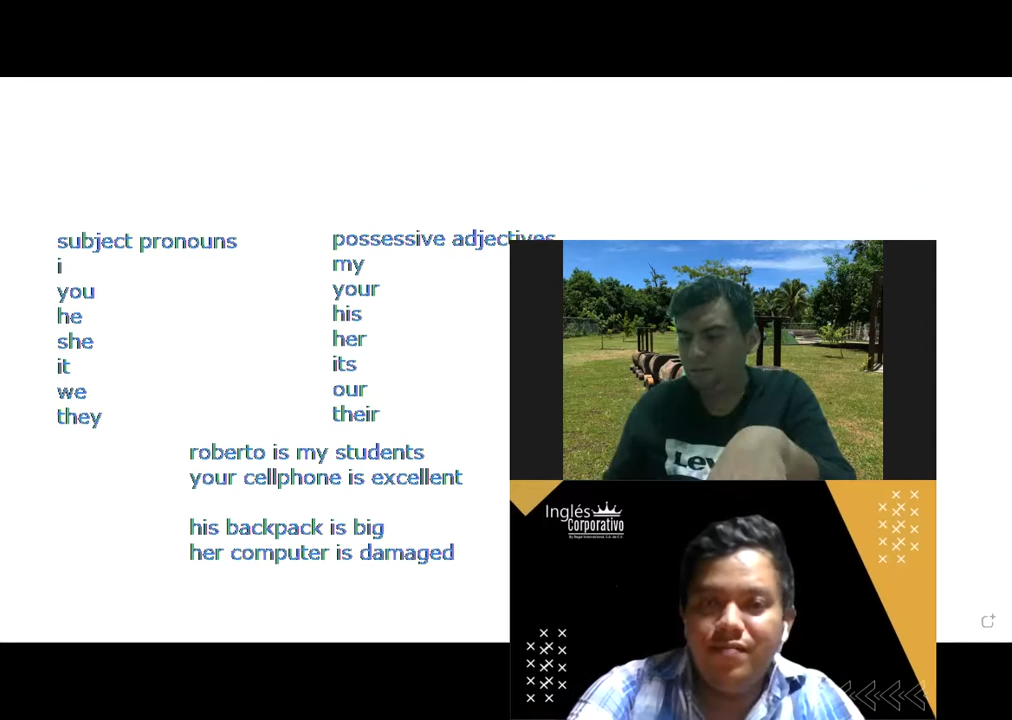 subject pronouns
i
you
he
she
it
we
they
possessive adjectives
my
your
his
her
its
our
their
roberto is my students
your cellphone is excellent
his backpack is big
her computer is damaged
Inglés
Corporativo